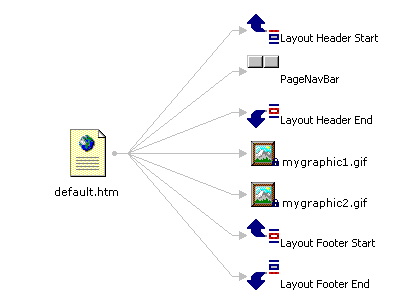 Layout Header Start
PageNavBar
Layout Header End
default.htm
mygraphic1.gif
mygraphic2.gif
Layout Footer Start
Layout Footer End